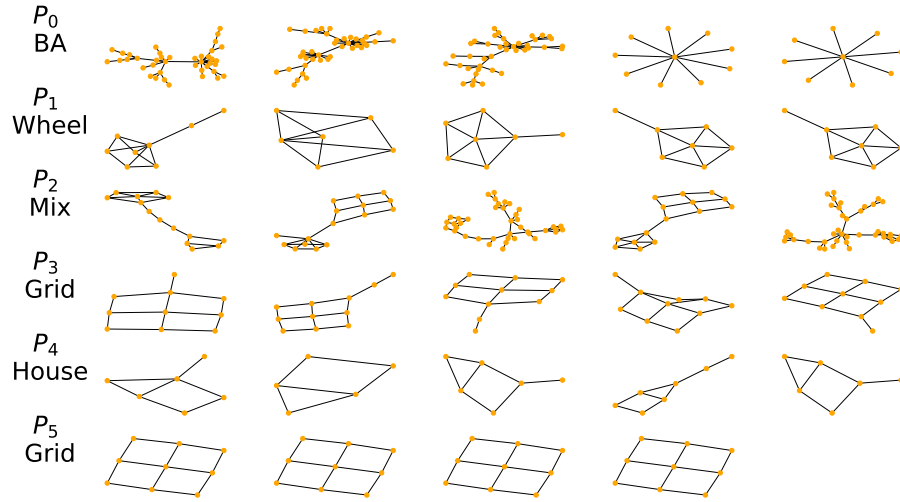 P₀
BA
P₁
Wheel
P₂
Mix
P₃
Grid
P₄
House
P₅
Grid